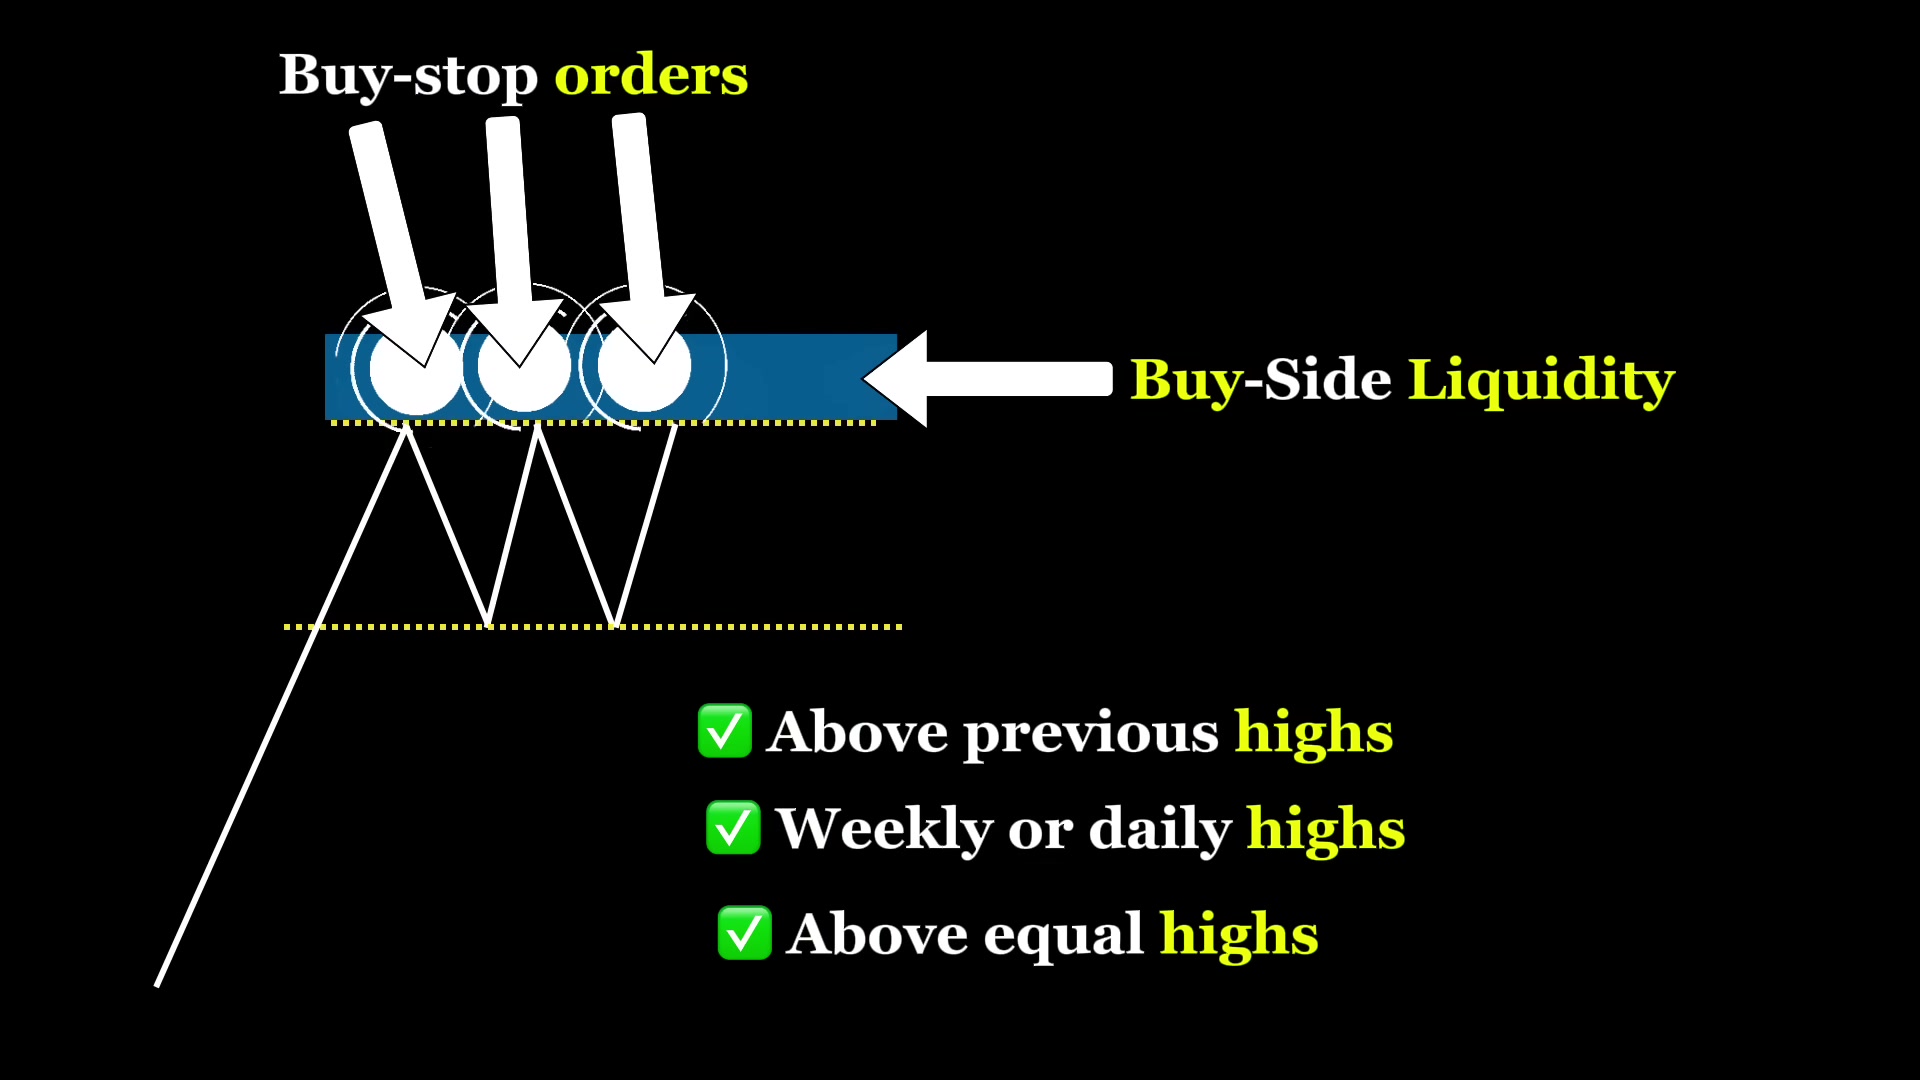 Buy-stop orders
Buy-Side Liquidity
✅ Above previous highs
✅ Weekly or daily highs
✅ Above equal highs